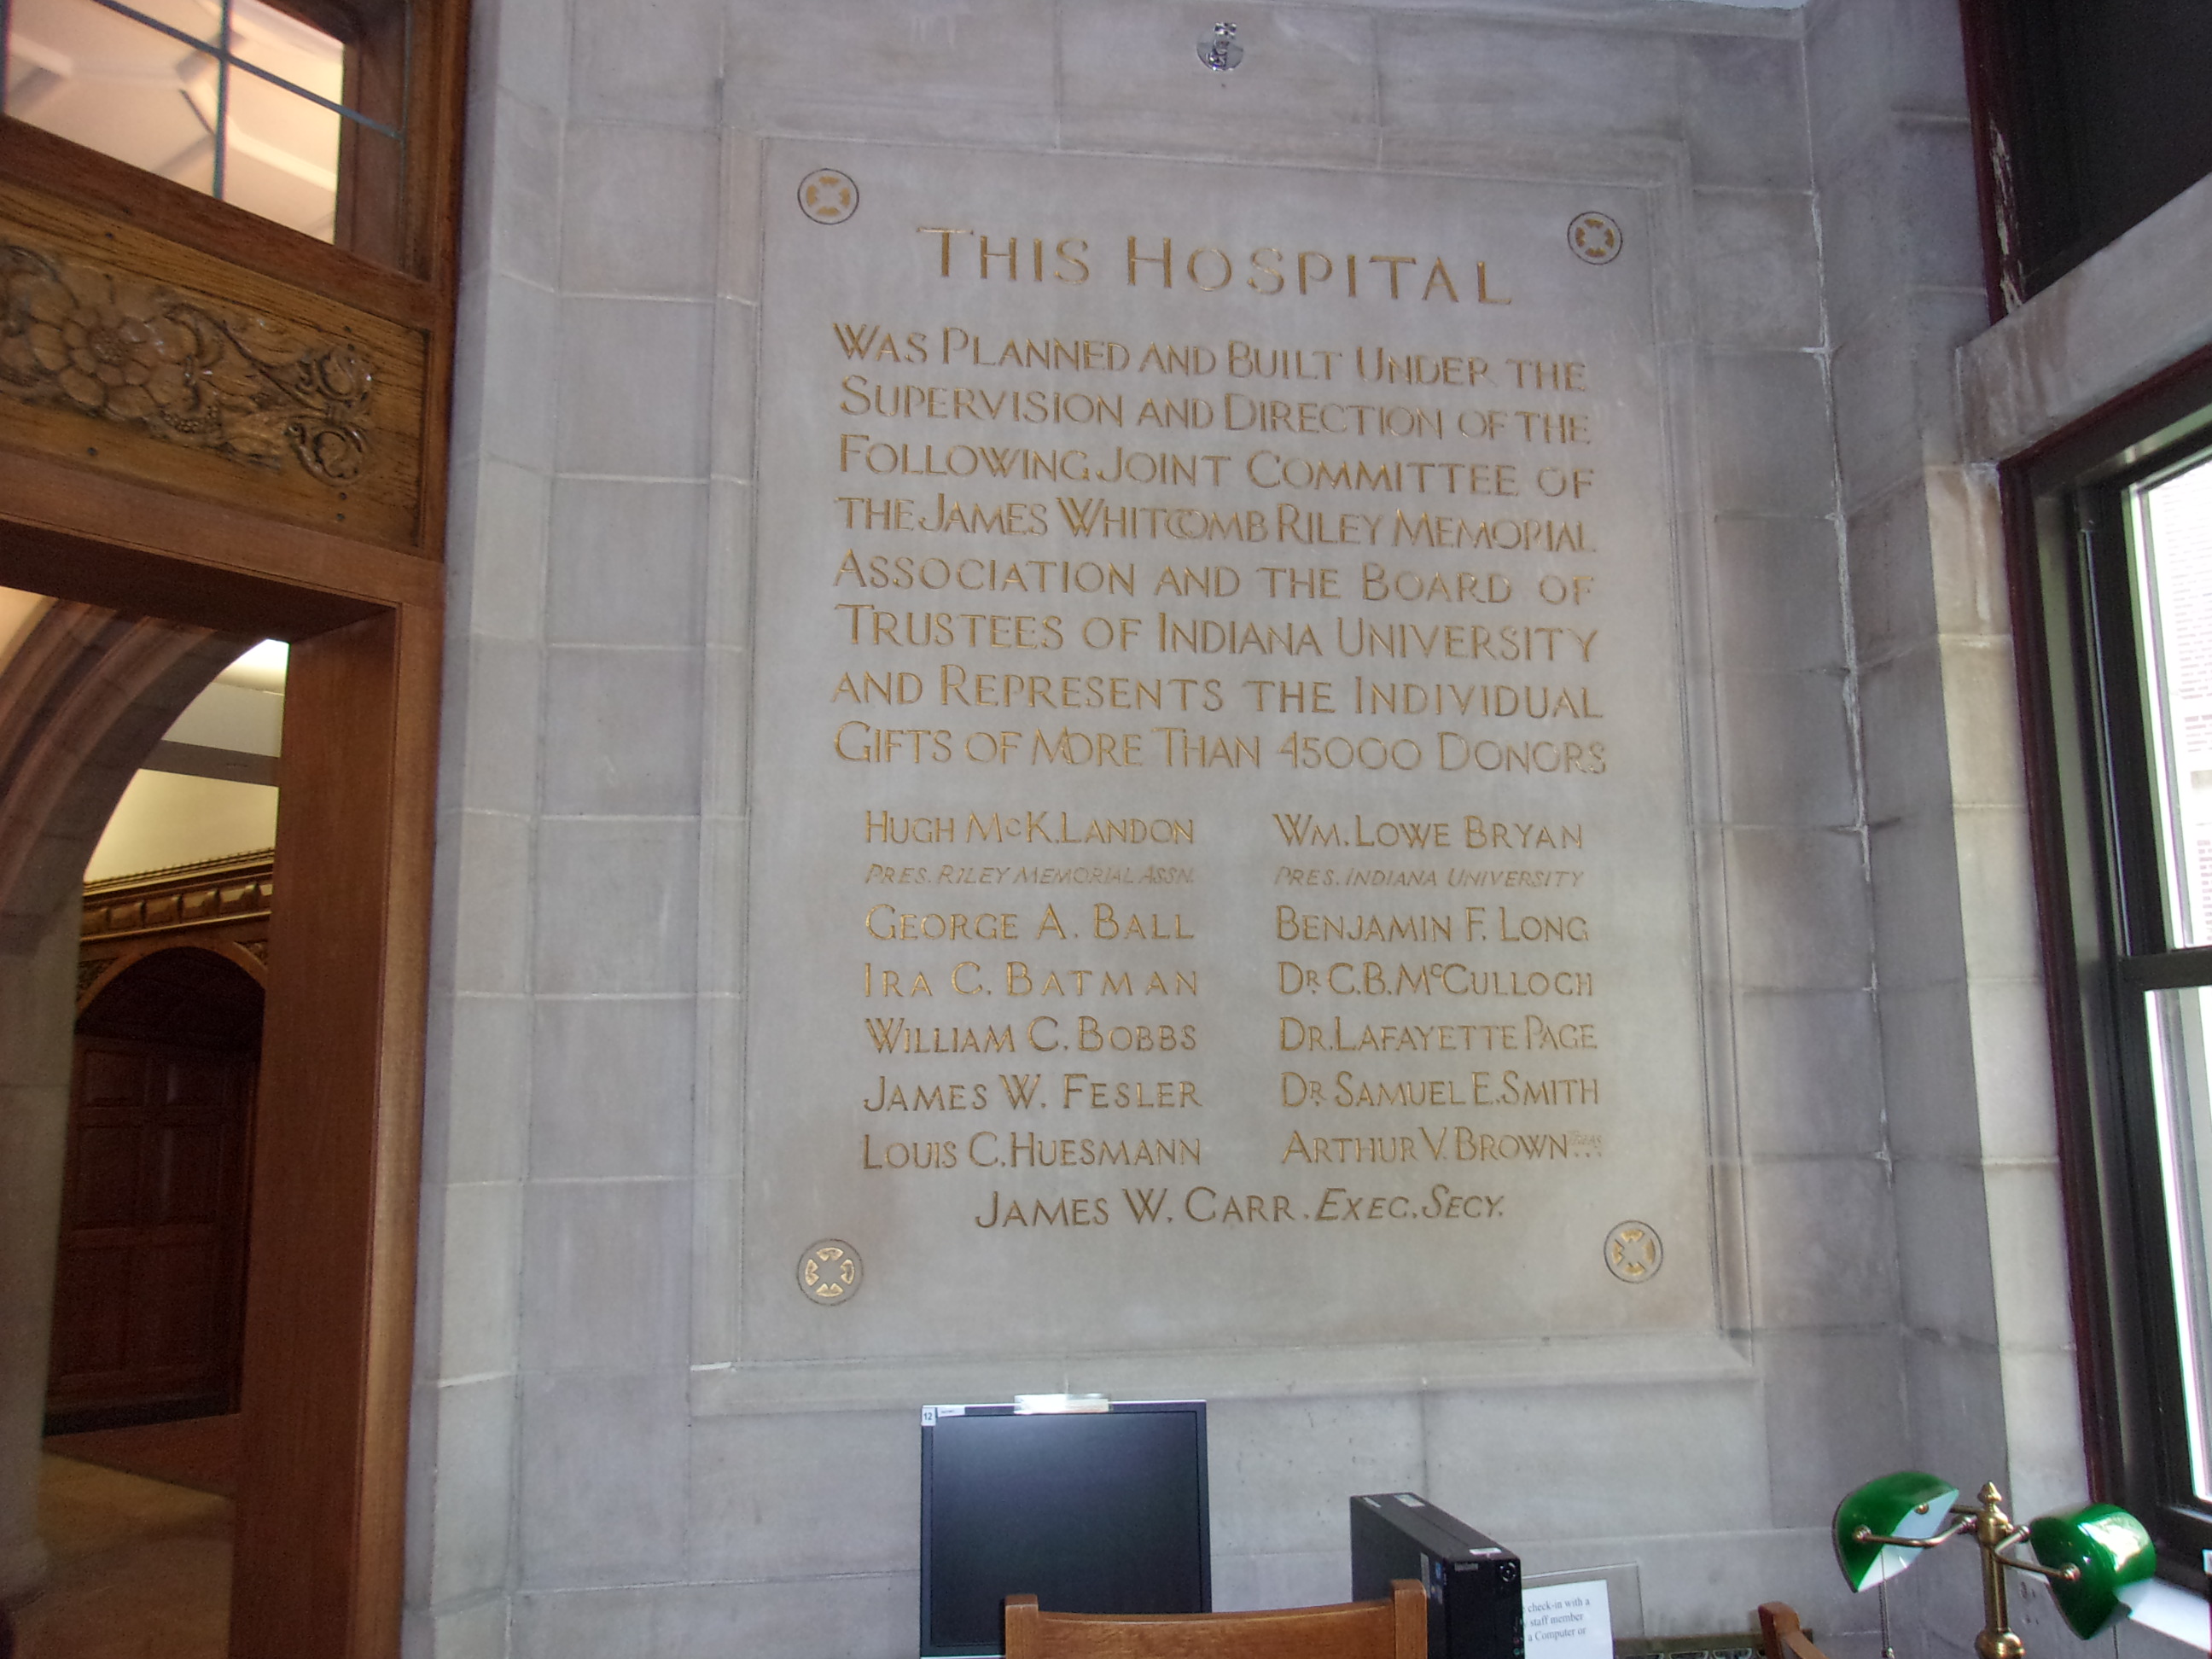 THIS HOSPITAL
WAS PLANNED AND BUILT UNDER THE
SUPERVISION AND DIRECTION OF THE
FOLLOWING JOINT COMMITTEE OF
THE JAMES WHITCOMB RILEY MEMORIAL
ASSOCIATION AND THE BOARD OF
TRUSTEES OF INDIANA UNIVERSITY
AND REPRESENTS THE INDIVIDUAL
GIFTS OF MORE THAN 45000 DONORS
HUGH McK. LANDON
PRES. RILEY MEMORIAL ASSN.
GEORGE A. BALL
IRA C. BATMAN
WILLIAM C. BOBBS
JAMES W. FESLER
LOUIS C. HUESMANN
WM. LOWE BRYAN
PRES. INDIANA UNIVERSITY
BENJAMIN F. LONG
DR. C. B. McCULLOCH
DR. LAFAYETTE PAGE
DR. SAMUEL E. SMITH
ARTHUR V. BROWN TREAS.
JAMES W. CARR. EXEC. SECY.
12
check-in with a
staff member
a Computer or